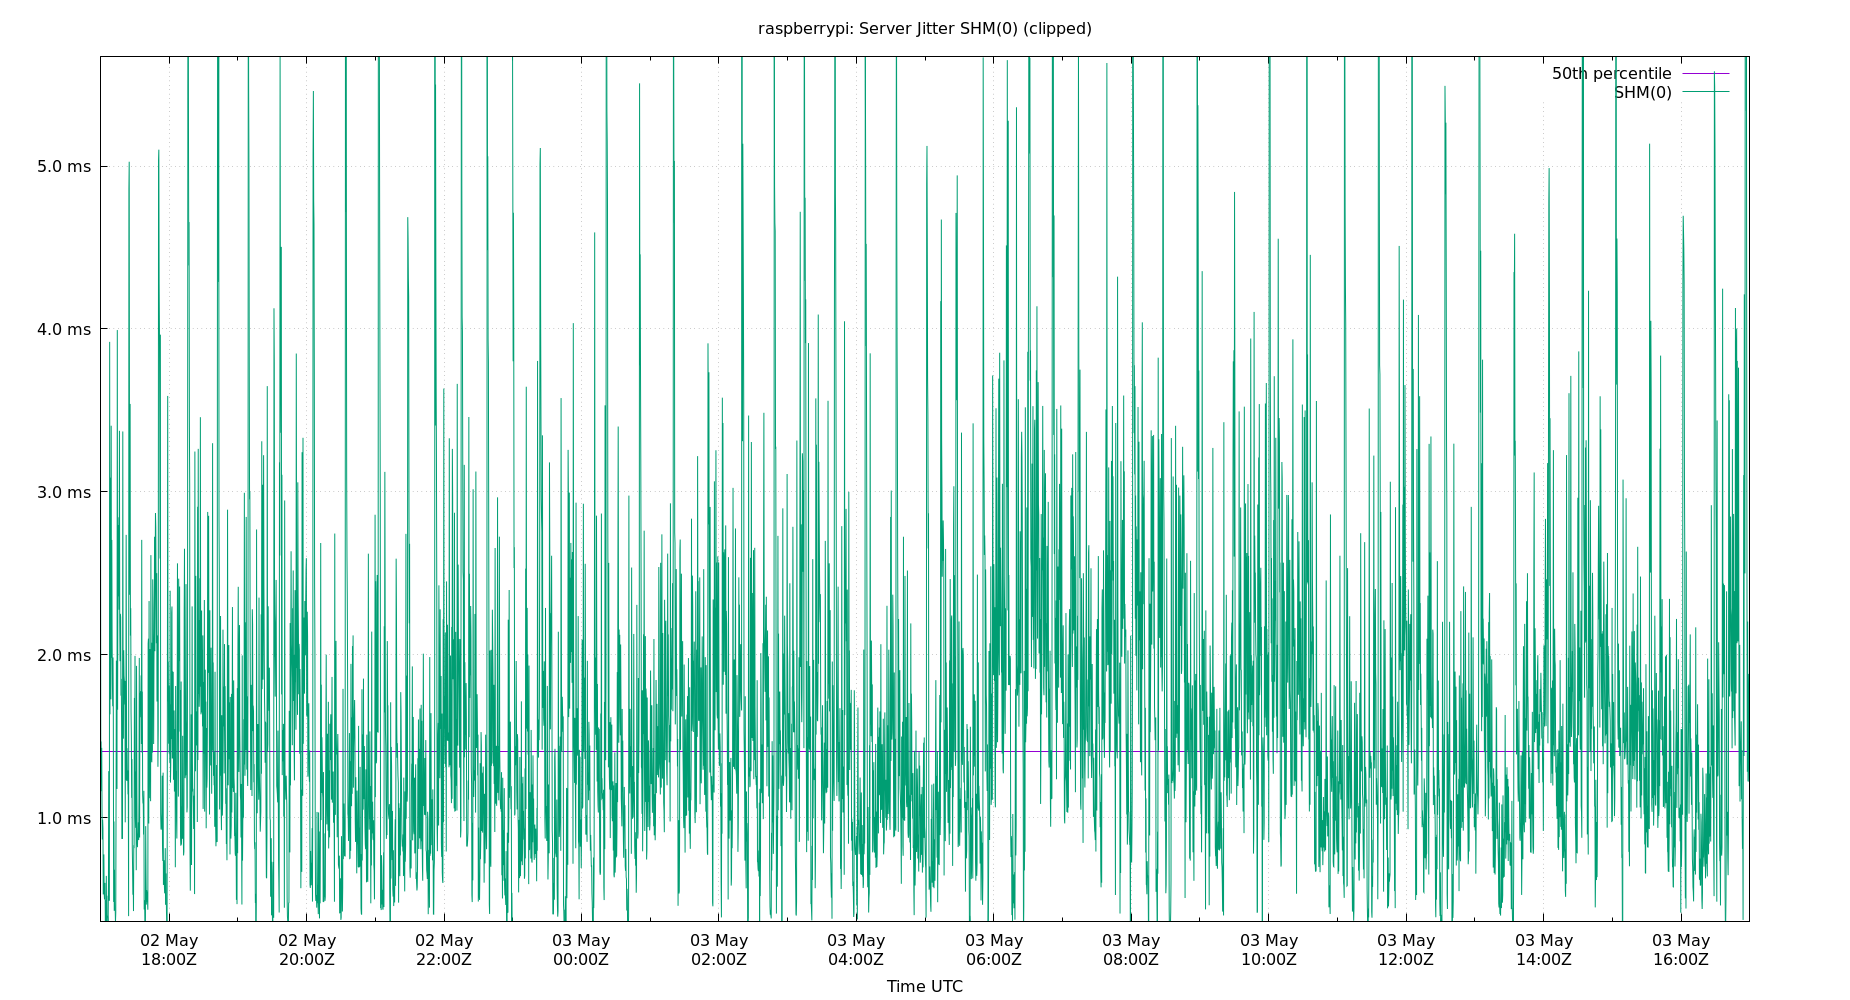 raspberrypi: Server Jitter SHM(0) (clipped)
50th percentile
SHM(0)
5.0 ms
4.0 ms
3.0 ms
2.0 ms
1.0 ms
02 May 02 May 02 May 03 May 03 May 03 May 03 May 03 May 03 May 03 May 03 May 03 May
18:00Z 20:00Z 22:00Z 00:00Z 02:00Z 04:00Z 06:00Z 08:00Z 10:00Z 12:00Z 14:00Z 16:00Z
Time UTC